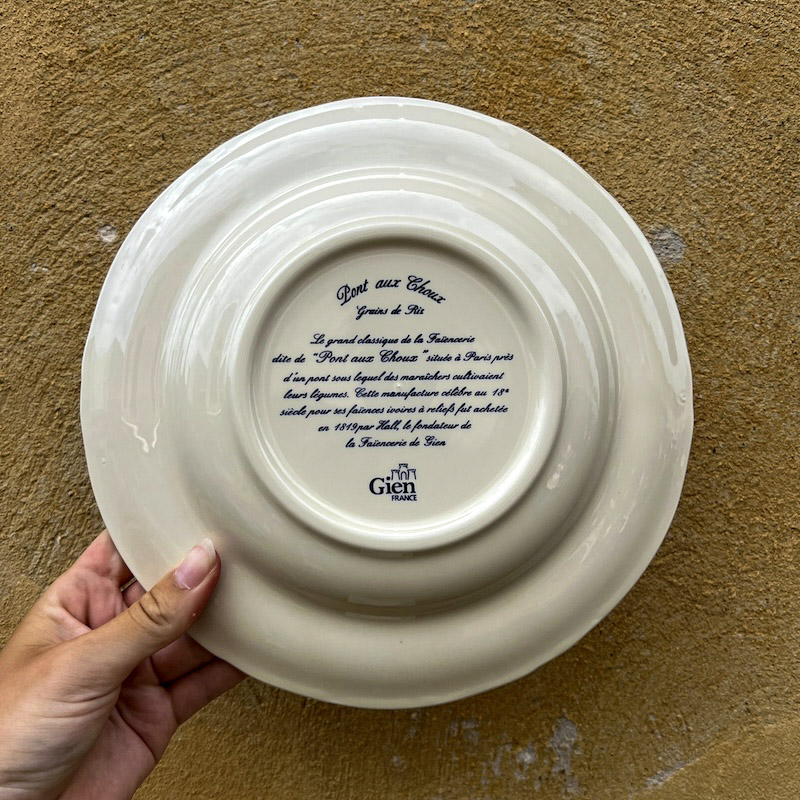 Pont aux Choux
Grains de Riz
Le grand classique de la Faïencerie
dite de "Pont aux Choux" située à Paris près
d'un pont sous lequel des maraîchers cultivaient
leurs légumes. Cette manufacture célèbre au 18e
siècle pour ses faïences ivoires à reliefs fut achetée
en 1819 par Hall, le fondateur de
la Faïencerie de Gien
Gien
FRANCE